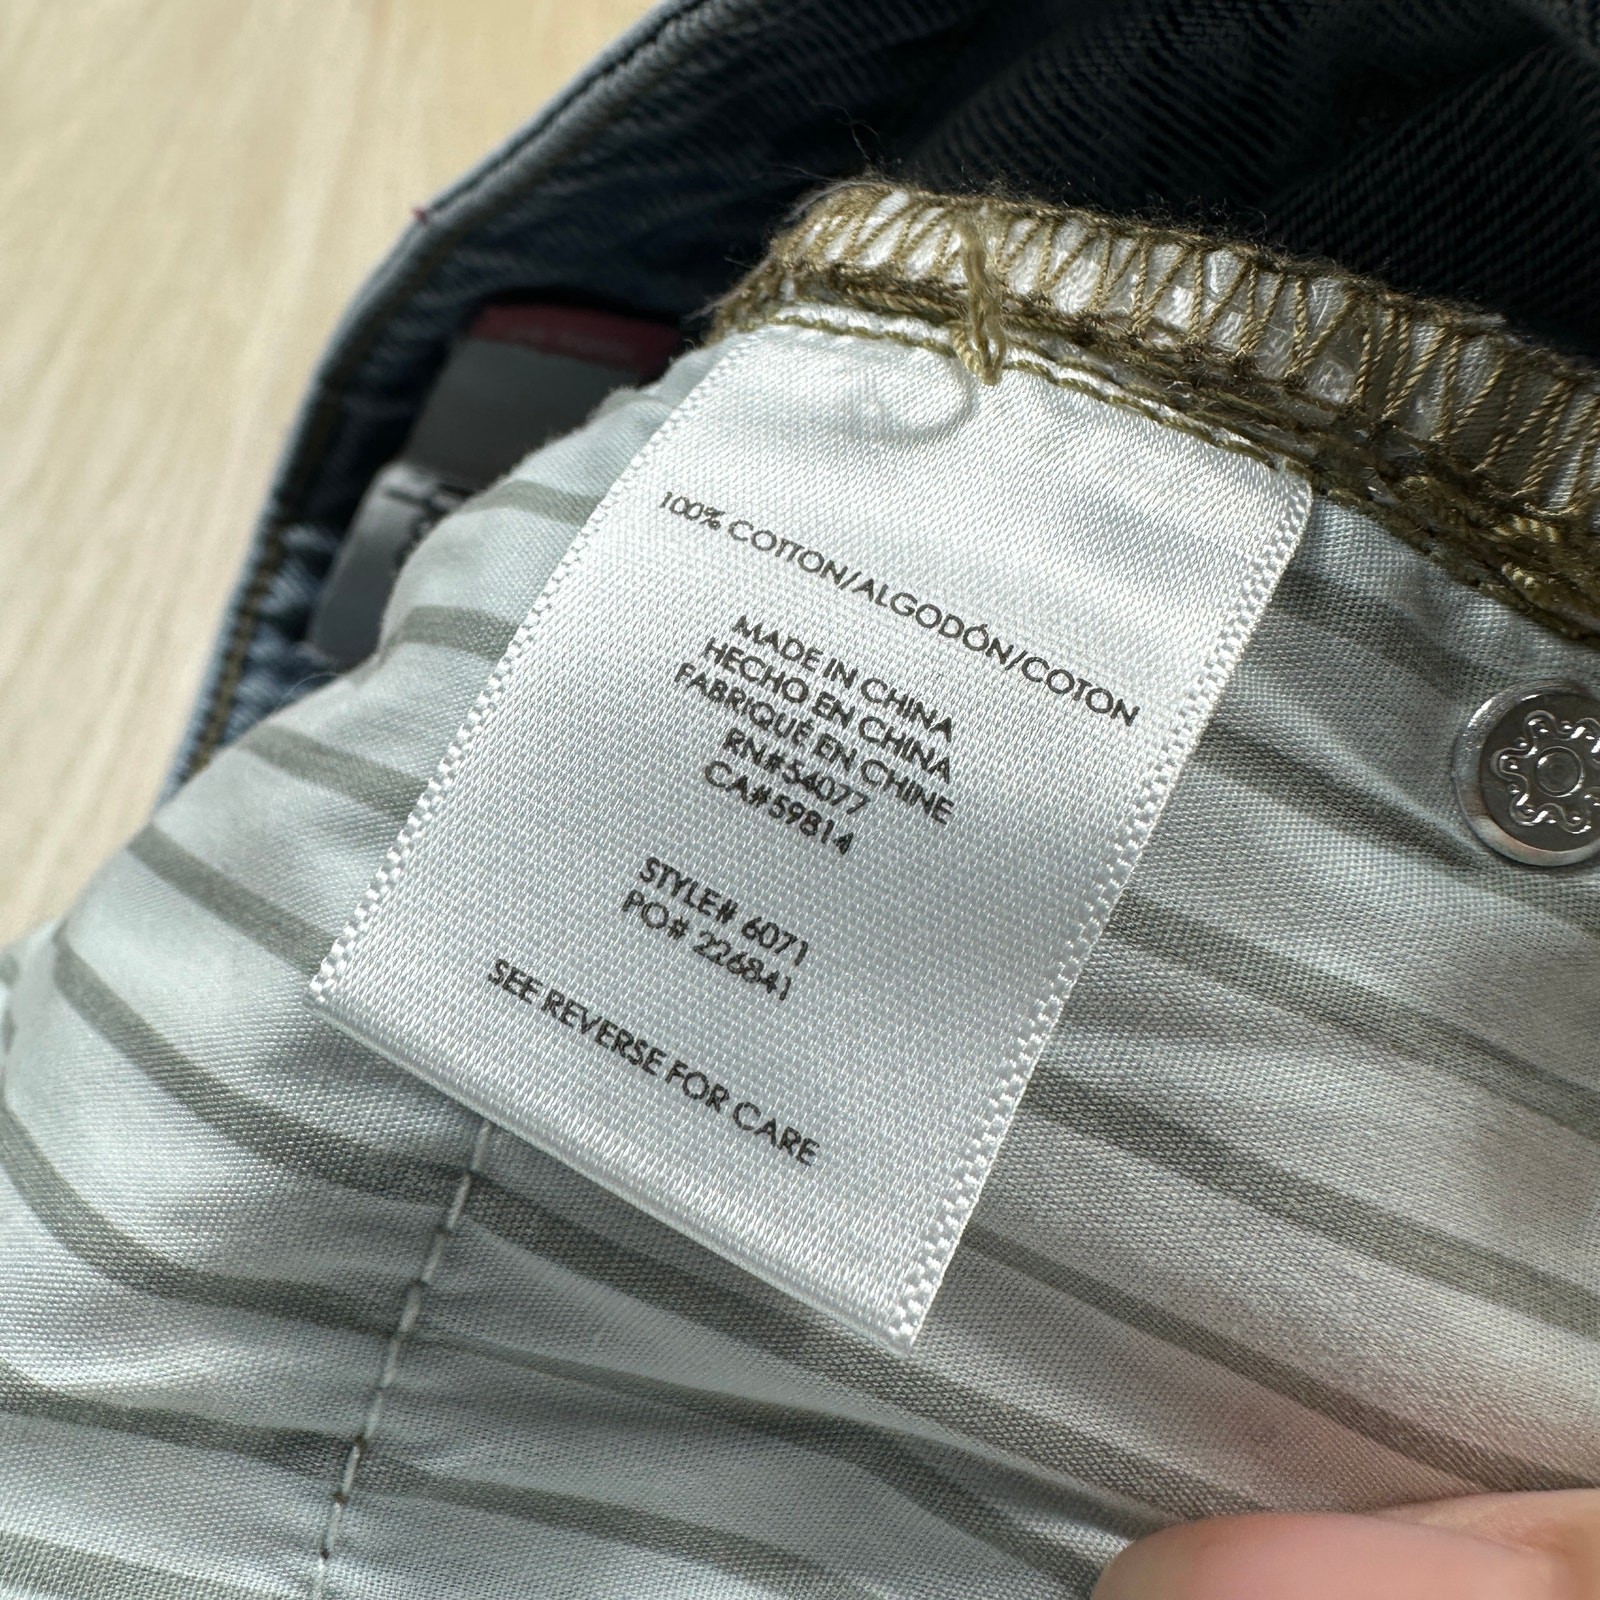 100% COTTON/ALGODÓN/COTON
MADE IN CHINA
HECHO EN CHINA
FABRIQUÉ EN CHINE
RN#54077
CA#59814
STYLE# 6071
PO# 226841
SEE REVERSE FOR CARE